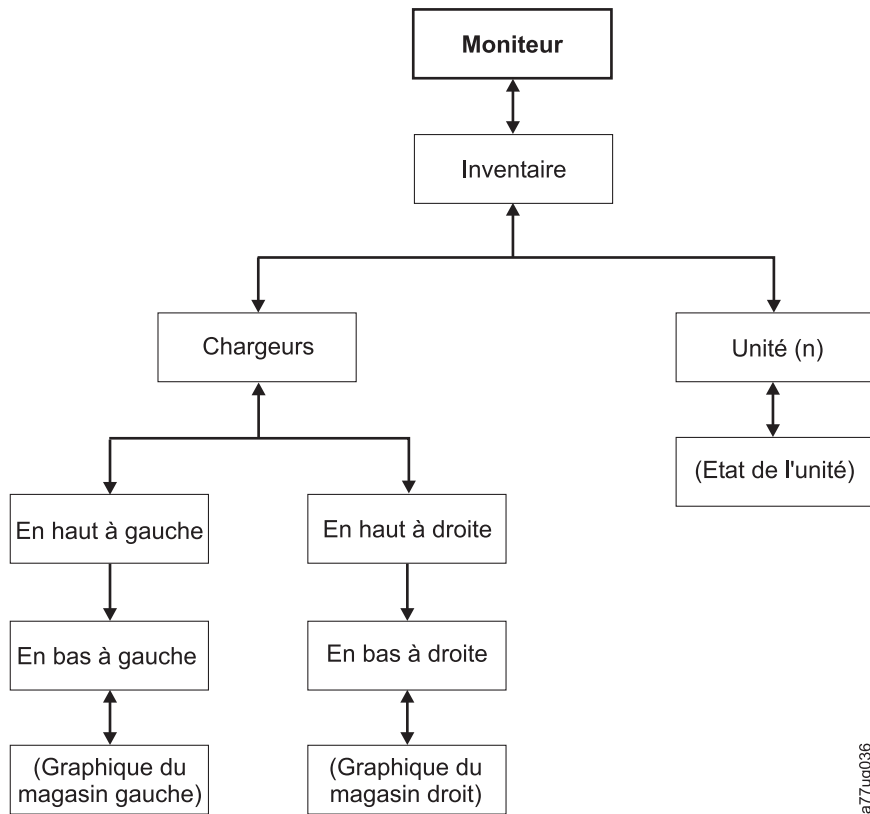 Moniteur
Inventaire
Chargeurs
Unité (n)
(Etat de l'unité)
En haut à gauche
En haut à droite
En bas à gauche
En bas à droite
(Graphique du
magasin gauche)
(Graphique du
magasin droit)
a77ug036